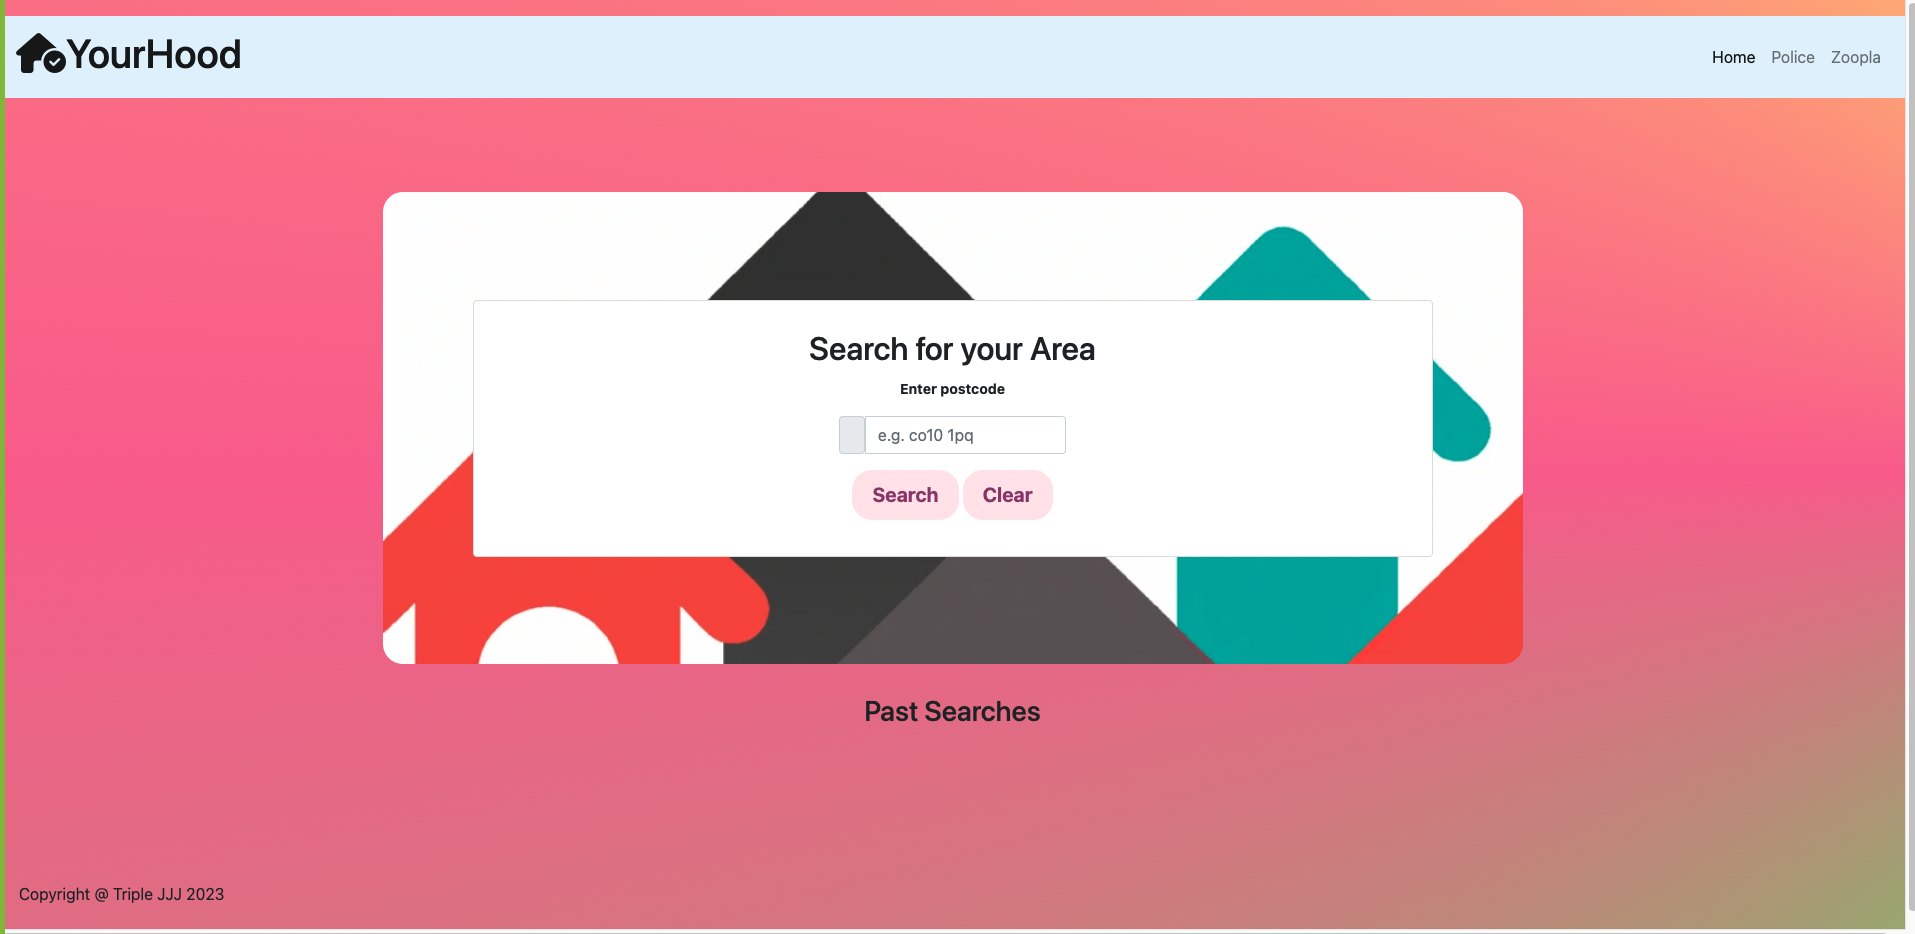 YourHood
Home Police Zoopla
Search for your Area
Enter postcode
e.g. co10 1pq
Search Clear
Past Searches
Copyright @ Triple JJJ 2023